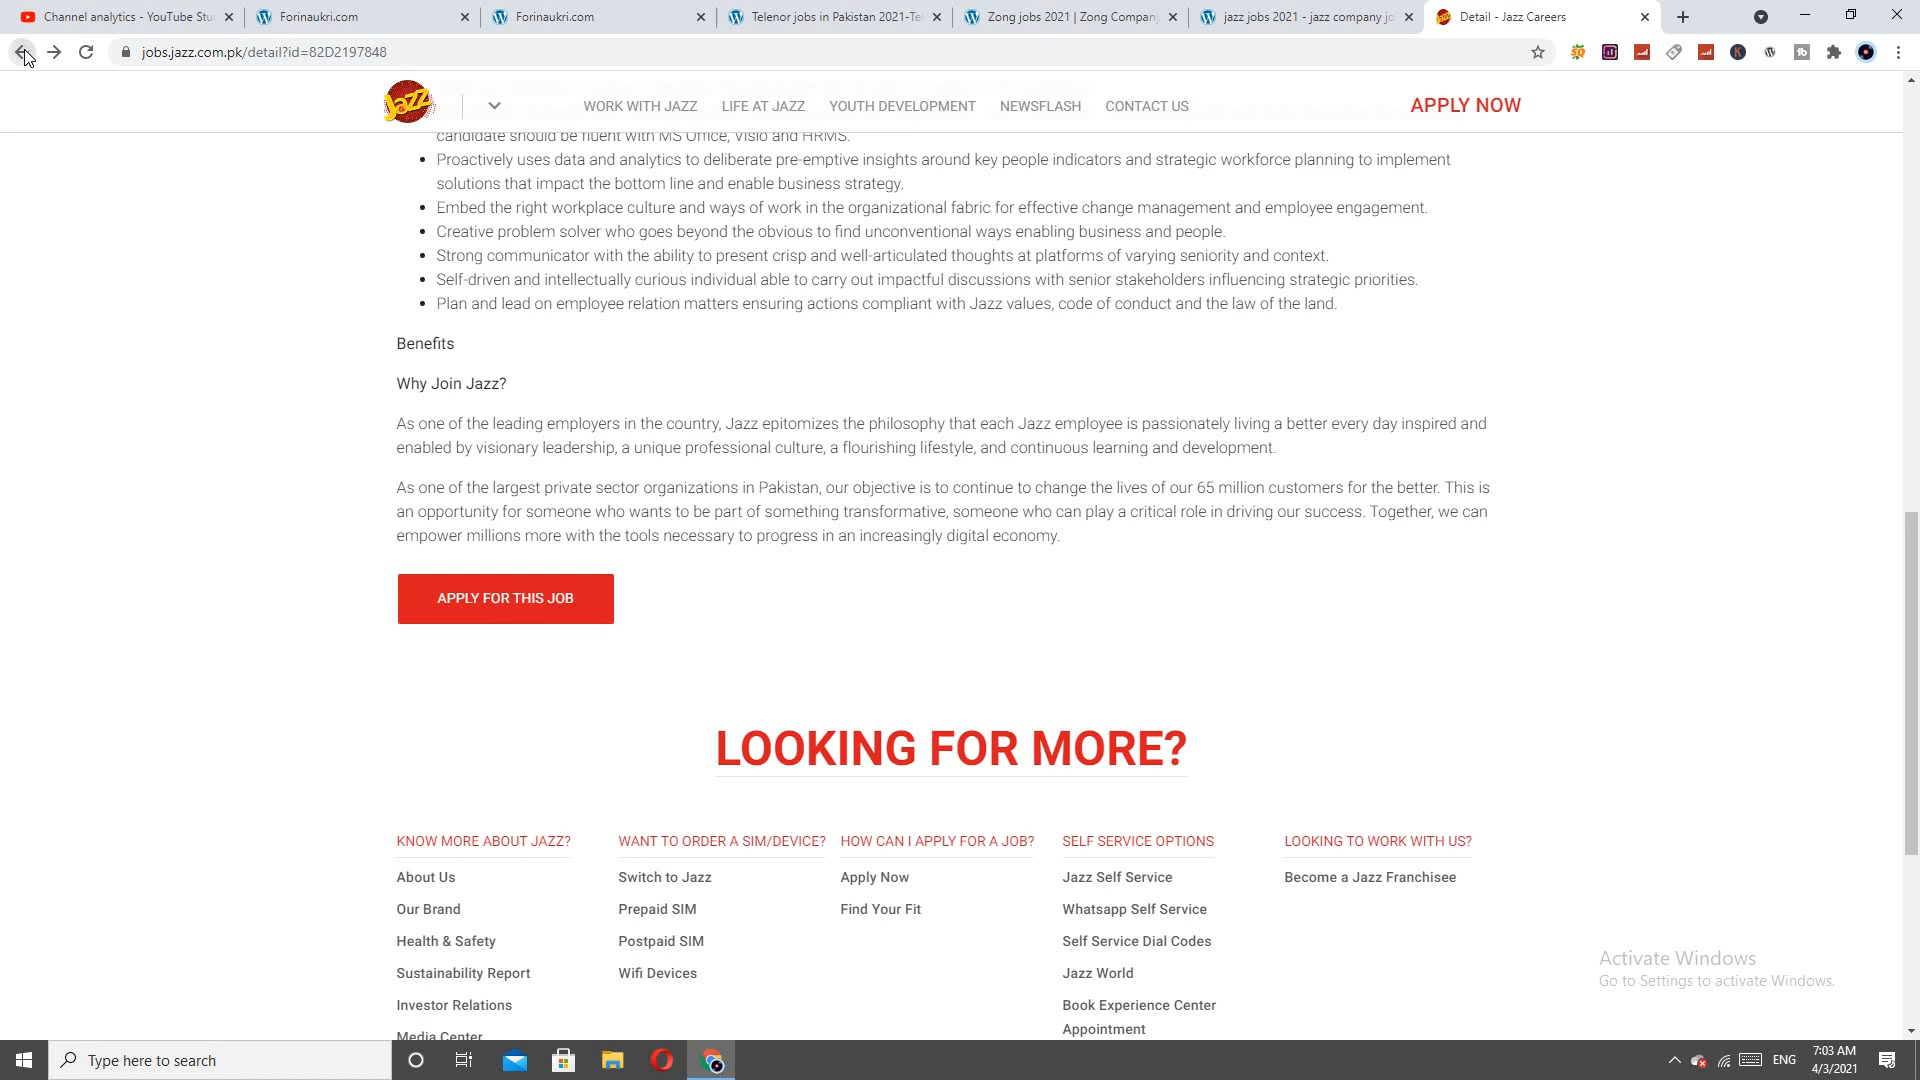 Channel analytics - YouTube Stu
Forinaukri.com
Forinaukri.com
Telenor jobs in Pakistan 2021-Te
Zong jobs 2021 | Zong Company
jazz jobs 2021 - jazz company jo
Detail - Jazz Careers
jobs.jazz.com.pk/detail?id=82D2197848
Jazz
WORK WITH JAZZ
LIFE AT JAZZ
YOUTH DEVELOPMENT
NEWSFLASH
CONTACT US
APPLY NOW
candidate should be fluent with MS Office, Visio and HRMS.
Proactively uses data and analytics to deliberate pre-emptive insights around key people indicators and strategic workforce planning to implement
solutions that impact the bottom line and enable business strategy.
Embed the right workplace culture and ways of work in the organizational fabric for effective change management and employee engagement.
Creative problem solver who goes beyond the obvious to find unconventional ways enabling business and people.
Strong communicator with the ability to present crisp and well-articulated thoughts at platforms of varying seniority and context.
Self-driven and intellectually curious individual able to carry out impactful discussions with senior stakeholders influencing strategic priorities.
Plan and lead on employee relation matters ensuring actions compliant with Jazz values, code of conduct and the law of the land.
Benefits
Why Join Jazz?
As one of the leading employers in the country, Jazz epitomizes the philosophy that each Jazz employee is passionately living a better every day inspired and
enabled by visionary leadership, a unique professional culture, a flourishing lifestyle, and continuous learning and development.
As one of the largest private sector organizations in Pakistan, our objective is to continue to change the lives of our 65 million customers for the better. This is
an opportunity for someone who wants to be part of something transformative, someone who can play a critical role in driving our success. Together, we can
empower millions more with the tools necessary to progress in an increasingly digital economy.
APPLY FOR THIS JOB
LOOKING FOR MORE?
KNOW MORE ABOUT JAZZ?
About Us
Our Brand
Health & Safety
Sustainability Report
Investor Relations
Media Center
WANT TO ORDER A SIM/DEVICE?
Switch to Jazz
Prepaid SIM
Postpaid SIM
Wifi Devices
HOW CAN I APPLY FOR A JOB?
Apply Now
Find Your Fit
SELF SERVICE OPTIONS
Jazz Self Service
Whatsapp Self Service
Self Service Dial Codes
Jazz World
Book Experience Center
Appointment
LOOKING TO WORK WITH US?
Become a Jazz Franchisee
Activate Windows
Go to Settings to activate Windows.
Type here to search
ENG
7:03 AM
4/3/2021